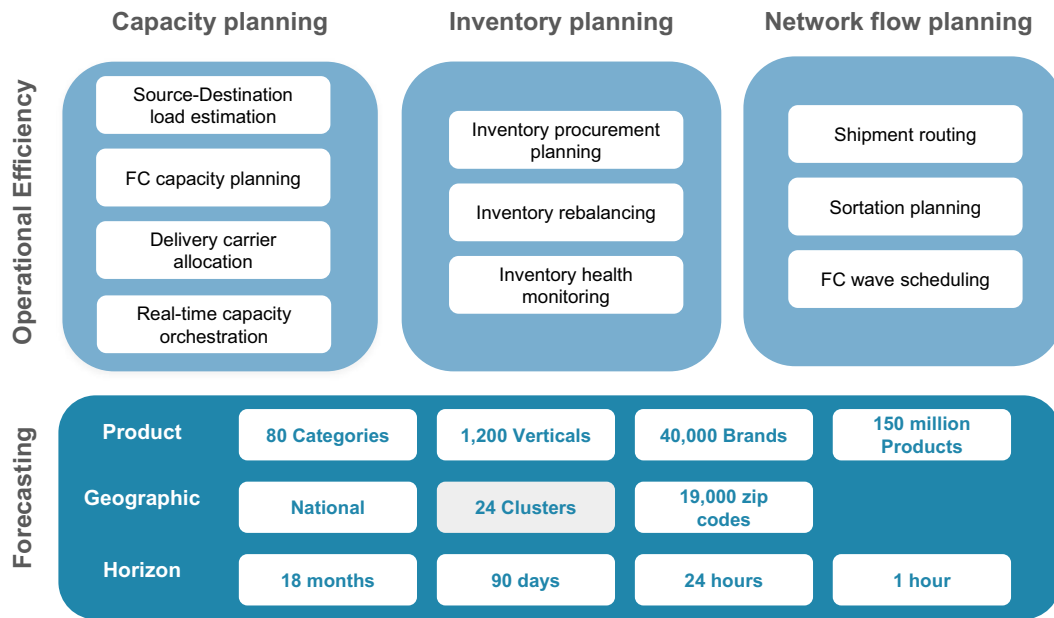 Capacity planning
Inventory planning
Network flow planning
Operational Efficiency
Source-Destination
load estimation
FC capacity planning
Delivery carrier
allocation
Real-time capacity
orchestration
Inventory procurement
planning
Inventory rebalancing
Inventory health
monitoring
Shipment routing
Sortation planning
FC wave scheduling
Forecasting
Product
80 Categories
1,200 Verticals
40,000 Brands
150 million
Products
Geographic
National
24 Clusters
19,000 zip
codes
Horizon
18 months
90 days
24 hours
1 hour